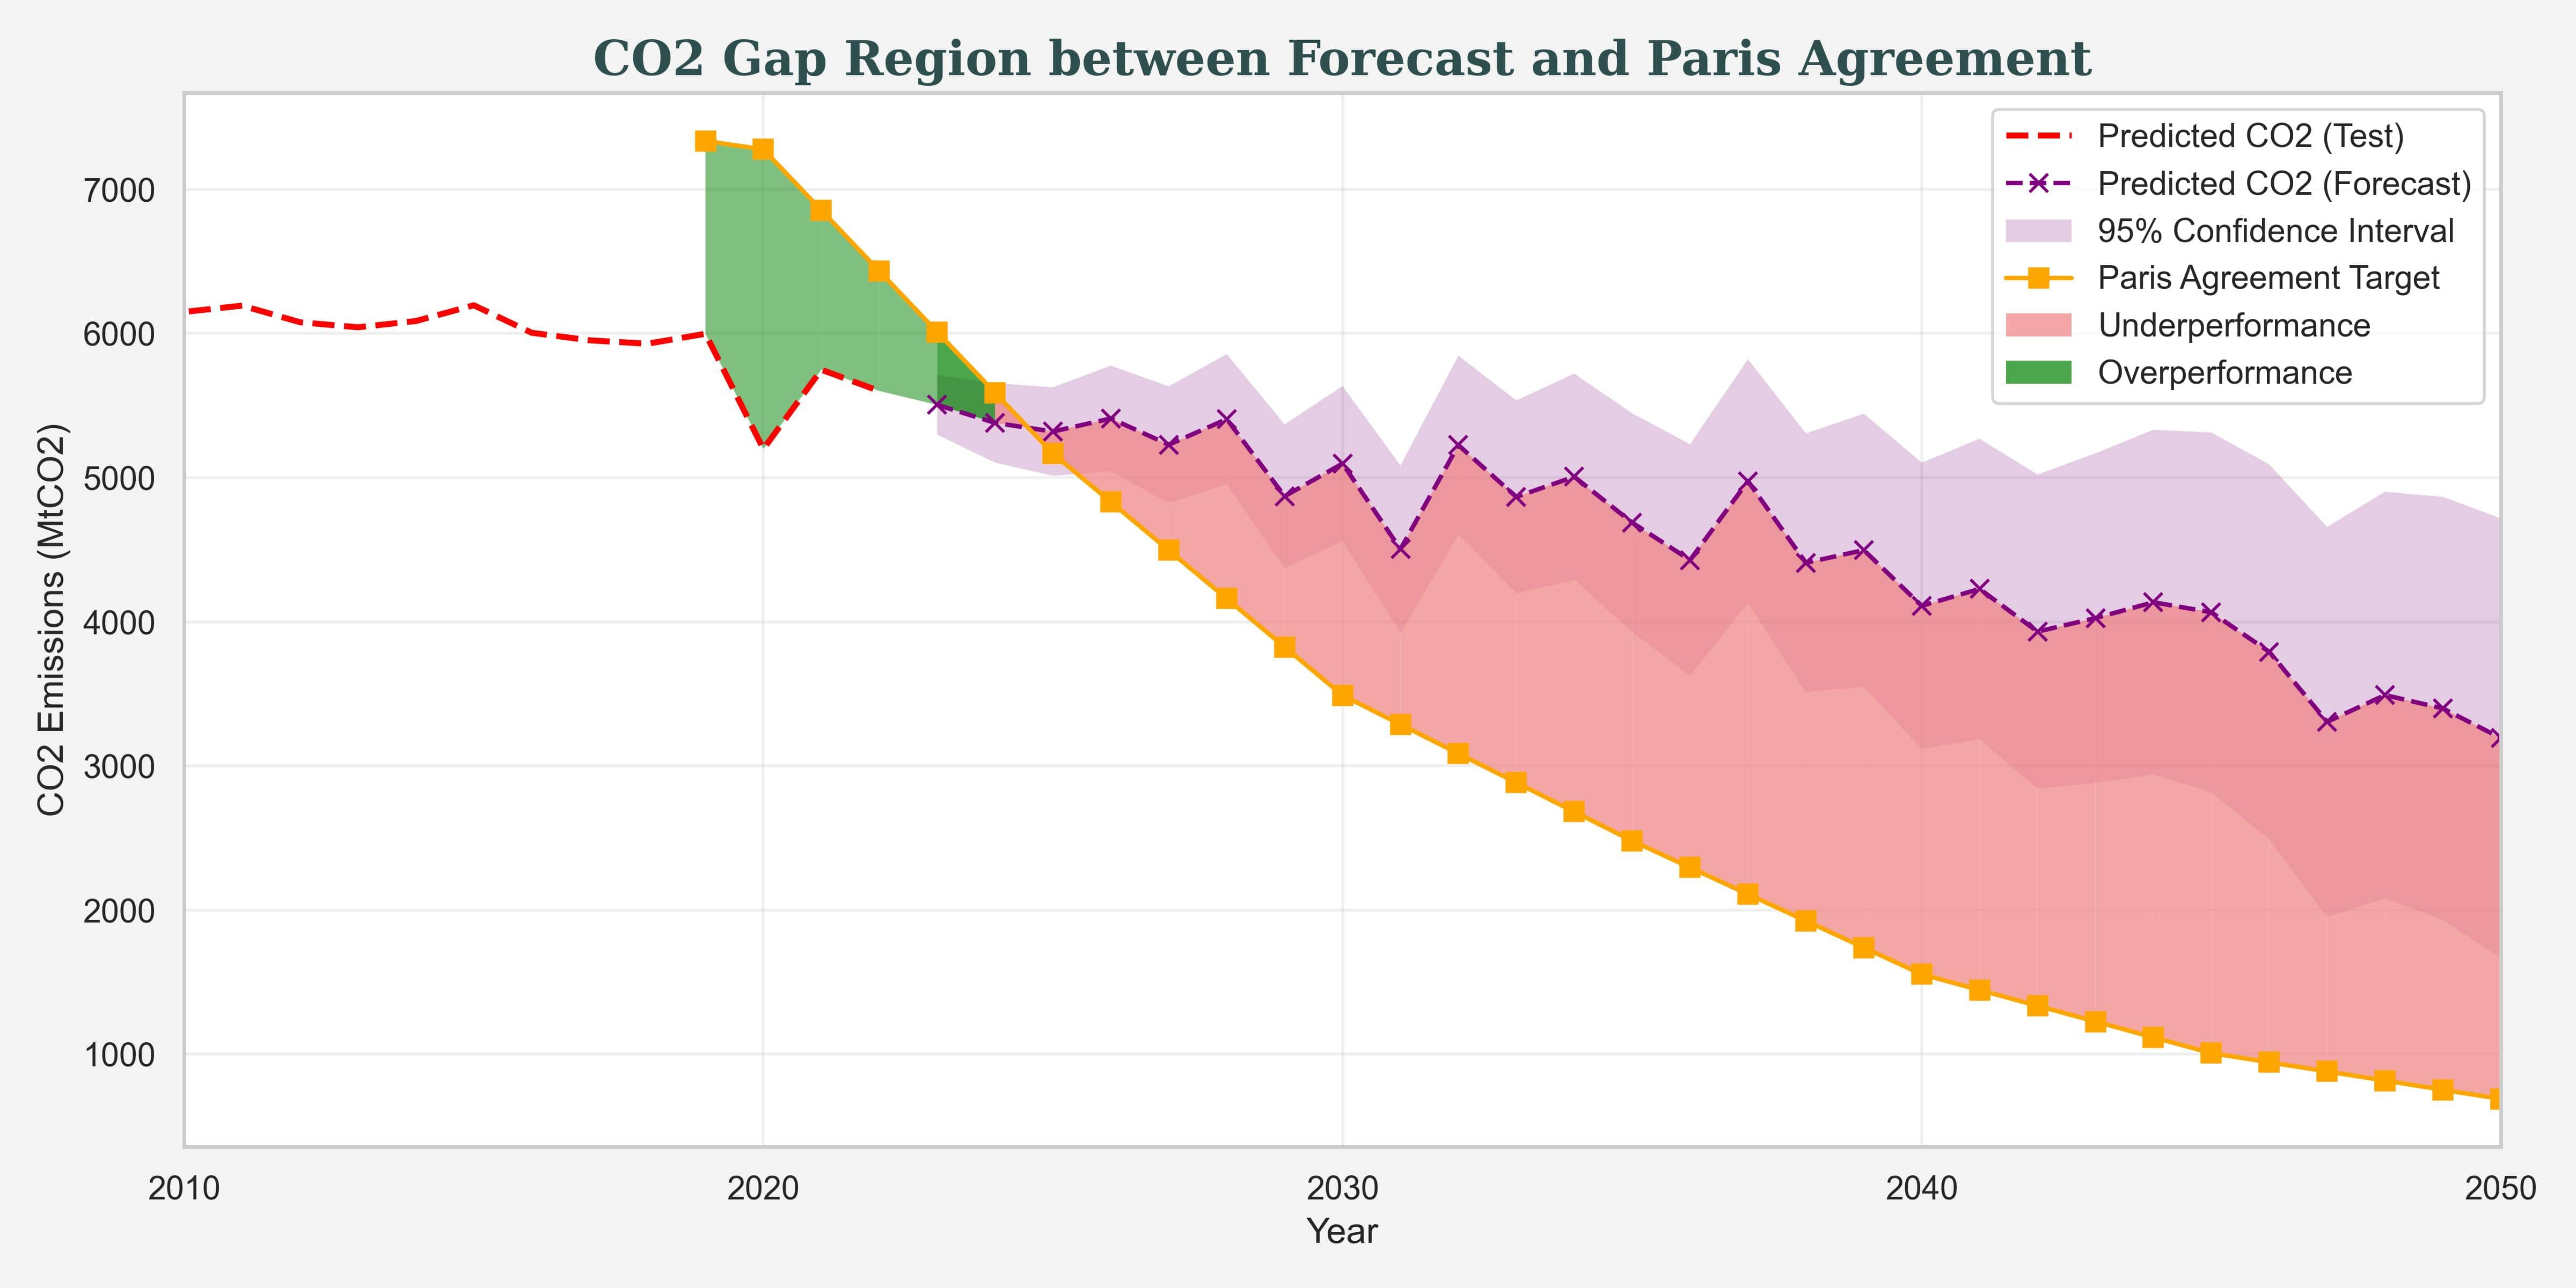 CO2 Gap Region between Forecast and Paris Agreement
Predicted CO2 (Test)
Predicted CO2 (Forecast)
95% Confidence Interval
Paris Agreement Target
Underperformance
Overperformance
CO2 Emissions (MtCO2)
7000
6000
5000
4000
3000
2000
1000
2010 2020 2030 2040 2050
Year